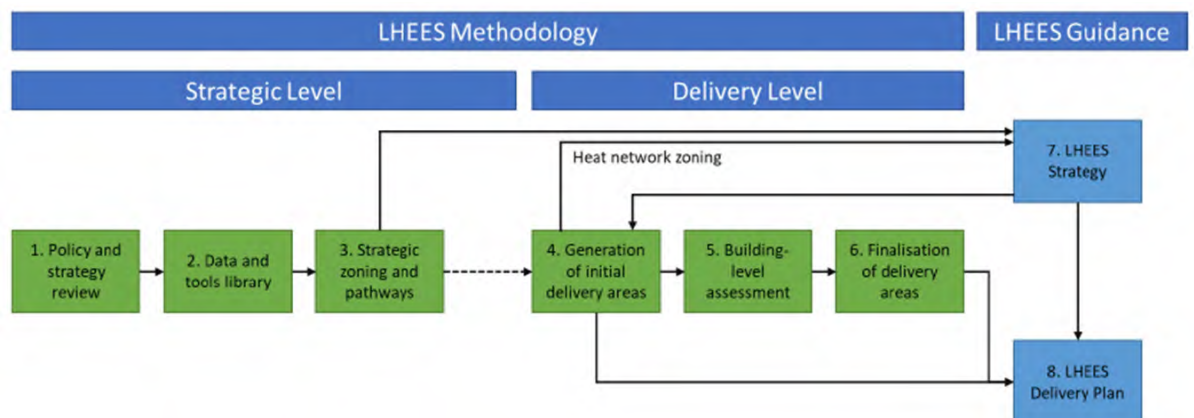 LHEES Methodology
LHEES Guidance
Strategic Level
Delivery Level
Heat network zoning
7. LHEES
Strategy
1. Policy and
strategy
review
2. Data and
tools library
3. Strategic
zoning and
pathways
4. Generation
of initial
delivery areas
5. Building-
level
assessment
6. Finalisation
of delivery
areas
8. LHEES
Delivery Plan